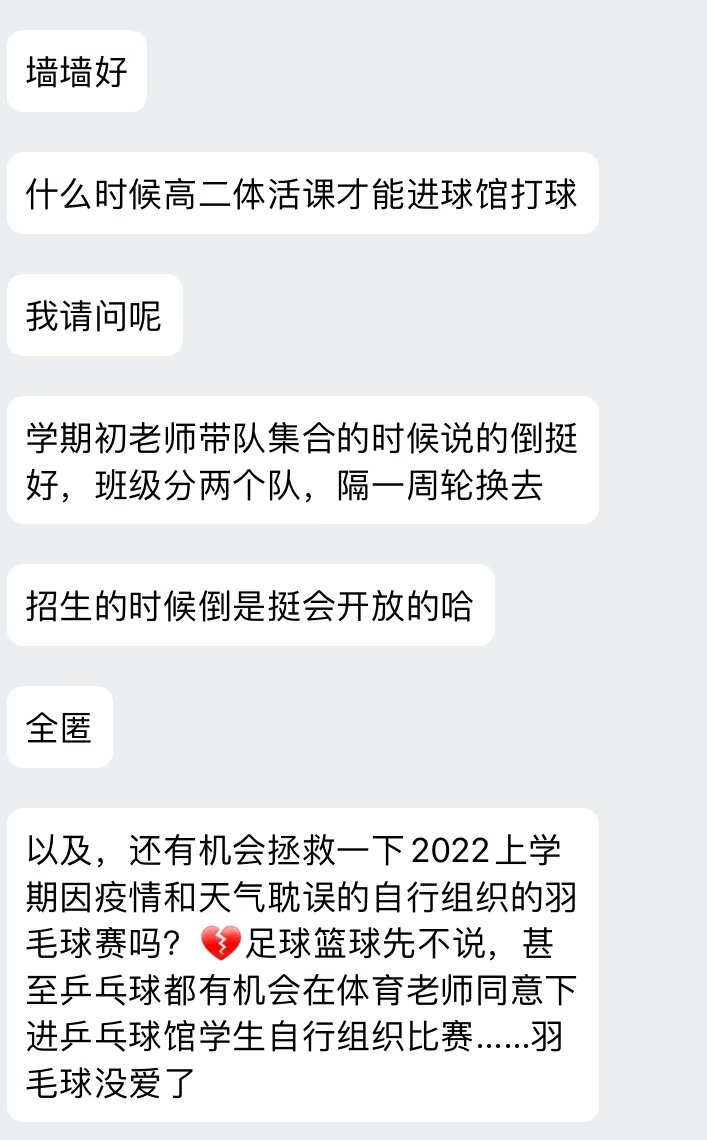 墙墙好
什么时候高二体活课才能进球馆打球
我请问呢
学期初老师带队集合的时候说的倒挺
好，班级分两个队，隔一周轮换去
招生的时候倒是挺会开放的哈
全匿
以及，还有机会拯救一下2022上学
期因疫情和天气耽误的自行组织的羽
毛球赛吗？💔足球篮球先不说，甚
至乒乓球都有机会在体育老师同意下
进乒乓球馆学生自行组织比赛……羽
毛球没爱了